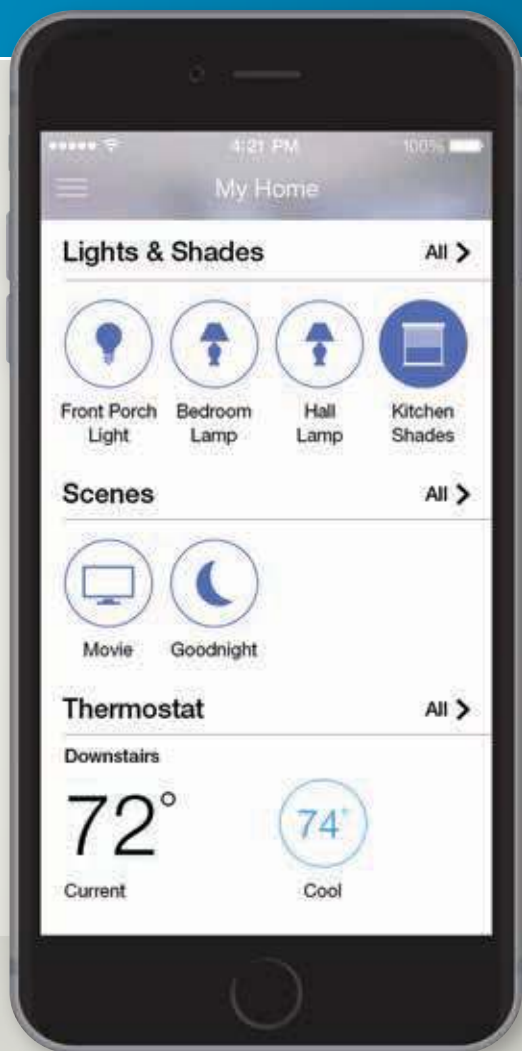 4:21 PM
100%
My Home
Lights & Shades
All
Front Porch
Light
Bedroom
Lamp
Hall
Lamp
Kitchen
Shades
Scenes
All
Movie
Goodnight
Thermostat
All
Downstairs
72°
74°
Current
Cool